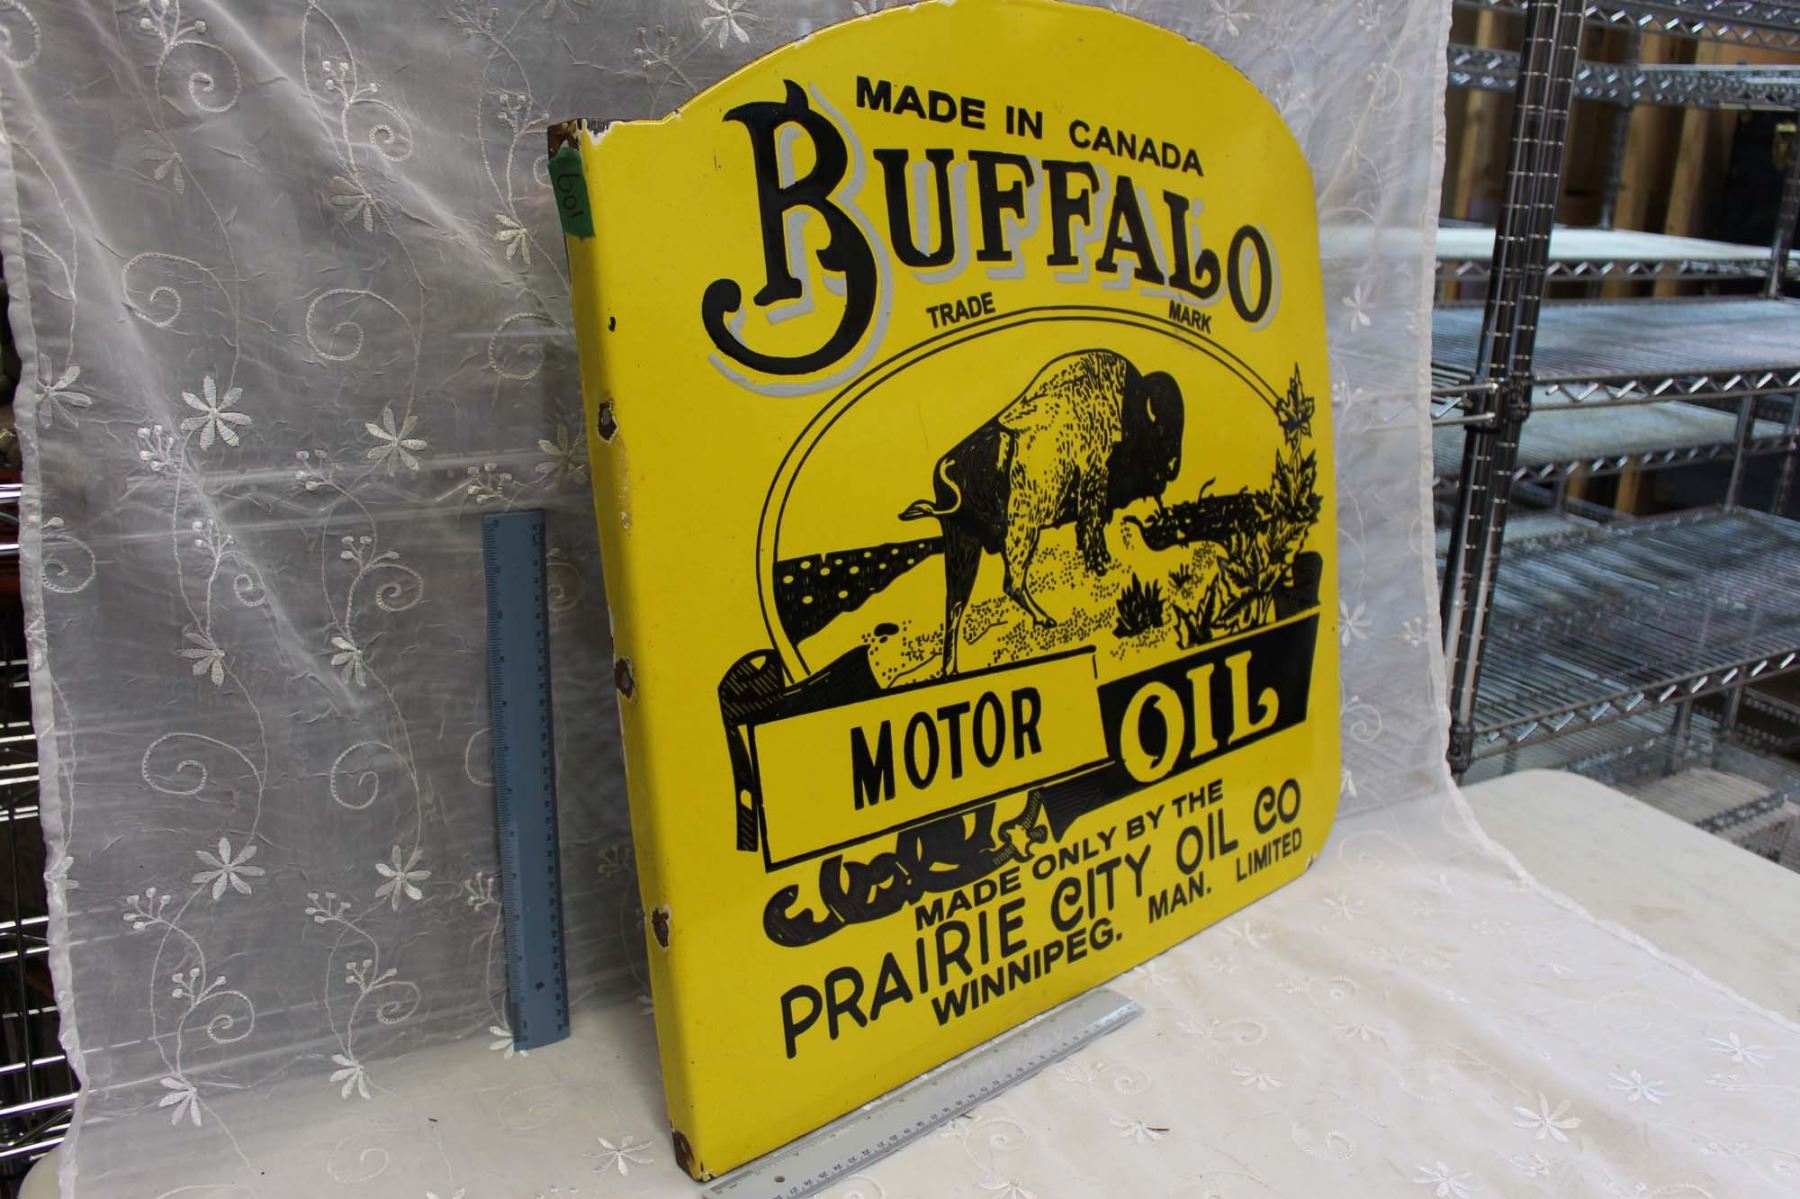 MADE IN CANADA
BUFFALO
TRADE MARK
MOTOR OIL
MADE ONLY BY THE
PRAIRIE CITY OIL CO
LIMITED
WINNIPEG. MAN.